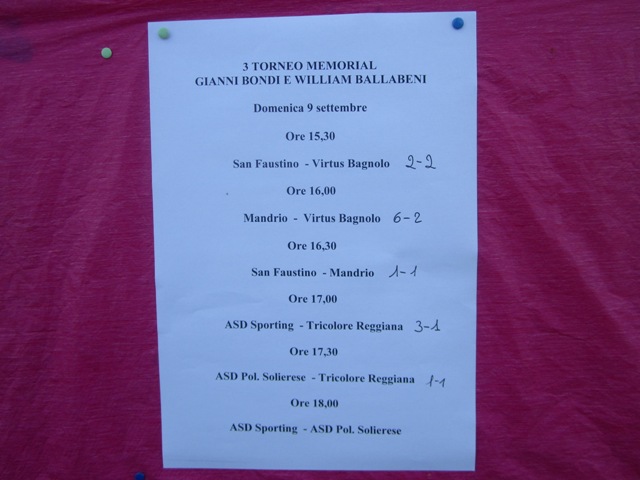 3 TORNEO MEMORIAL
GIANNI BONDI E WILLIAM BALLABENI
Domenica 9 settembre
Ore 15,30
San Faustino - Virtus Bagnolo 2-2
Ore 16,00
Mandrio - Virtus Bagnolo 6-2
Ore 16,30
San Faustino - Mandrio 1-1
Ore 17,00
ASD Sporting - Tricolore Reggiana 3-1
Ore 17,30
ASD Pol. Solierese - Tricolore Reggiana 1-1
Ore 18,00
ASD Sporting - ASD Pol. Solierese